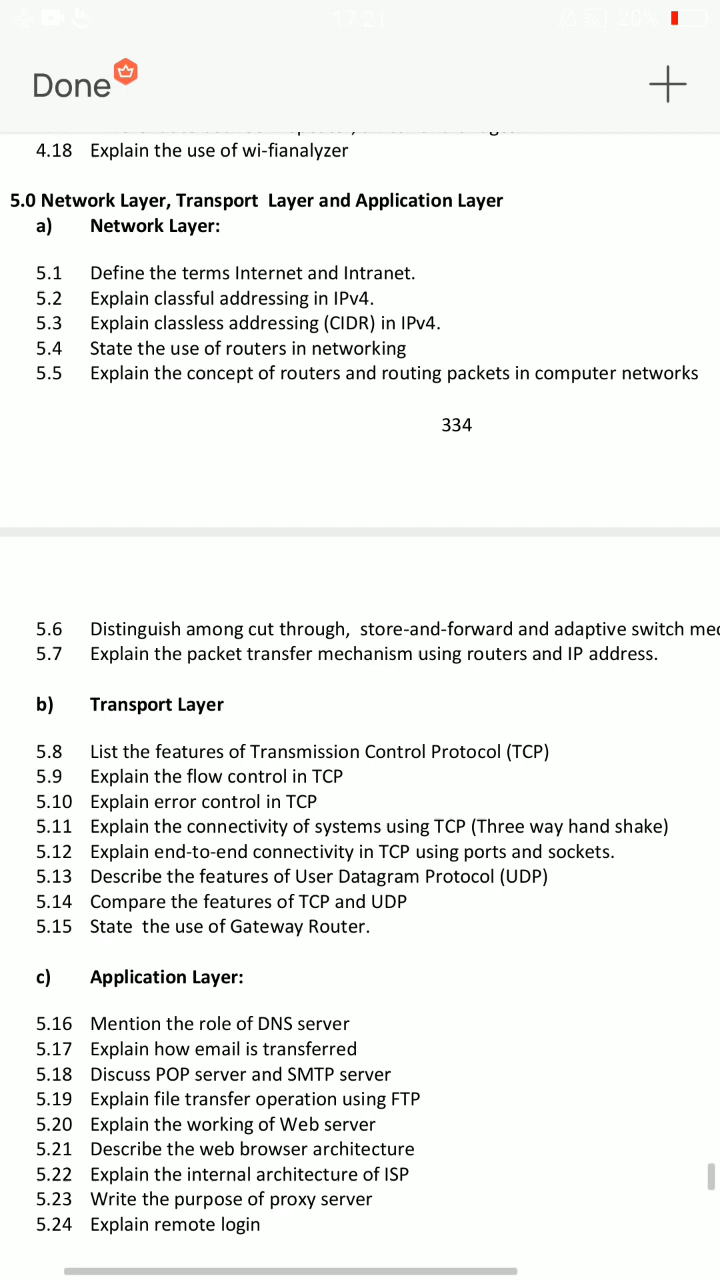 17:21
20%
Done
4.18 Explain the use of wi-fianalyzer
5.0 Network Layer, Transport Layer and Application Layer
a) Network Layer:
5.1 Define the terms Internet and Intranet.
5.2 Explain classful addressing in IPv4.
5.3 Explain classless addressing (CIDR) in IPv4.
5.4 State the use of routers in networking
5.5 Explain the concept of routers and routing packets in computer networks
334
5.6 Distinguish among cut through, store-and-forward and adaptive switch
5.7 Explain the packet transfer mechanism using routers and IP address.
b) Transport Layer
5.8 List the features of Transmission Control Protocol (TCP)
5.9 Explain the flow control in TCP
5.10 Explain error control in TCP
5.11 Explain the connectivity of systems using TCP (Three way hand shake)
5.12 Explain end-to-end connectivity in TCP using ports and sockets.
5.13 Describe the features of User Datagram Protocol (UDP)
5.14 Compare the features of TCP and UDP
5.15 State the use of Gateway Router.
c) Application Layer:
5.16 Mention the role of DNS server
5.17 Explain how email is transferred
5.18 Discuss POP server and SMTP server
5.19 Explain file transfer operation using FTP
5.20 Explain the working of Web server
5.21 Describe the web browser architecture
5.22 Explain the internal architecture of ISP
5.23 Write the purpose of proxy server
5.24 Explain remote login